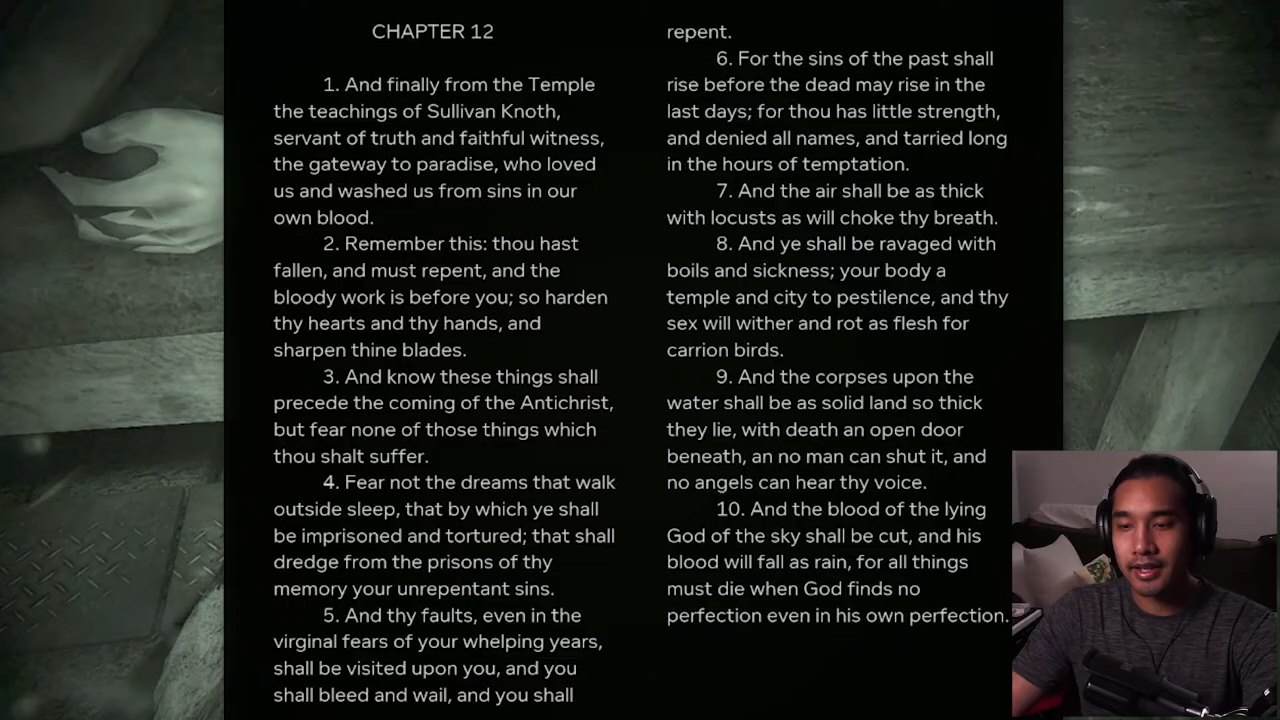 CHAPTER 12
1. And finally from the Temple
the teachings of Sullivan Knoth,
servant of truth and faithful witness,
the gateway to paradise, who loved
us and washed us from sins in our
own blood.
2. Remember this: thou hast
fallen, and must repent, and the
bloody work is before you; so harden
thy hearts and thy hands, and
sharpen thine blades.
3. And know these things shall
precede the coming of the Antichrist,
but fear none of those things which
thou shalt suffer.
4. Fear not the dreams that walk
outside sleep, that by which ye shall
be imprisoned and tortured; that shall
dredge from the prisons of thy
memory your unrepentant sins.
5. And thy faults, even in the
virginal fears of your whelping years,
shall be visited upon you, and you
shall bleed and wail, and you shall
repent.
6. For the sins of the past shall
rise before the dead may rise in the
last days; for thou has little strength,
and denied all names, and tarried long
in the hours of temptation.
7. And the air shall be as thick
with locusts as will choke thy breath.
8. And ye shall be ravaged with
boils and sickness; your body a
temple and city to pestilence, and thy
sex will wither and rot as flesh for
carrion birds.
9. And the corpses upon the
water shall be as solid land so thick
they lie, with death an open door
beneath, an no man can shut it, and
no angels can hear thy voice.
10. And the blood of the lying
God of the sky shall be cut, and his
blood will fall as rain, for all things
must die when God finds no
perfection even in his own perfection.